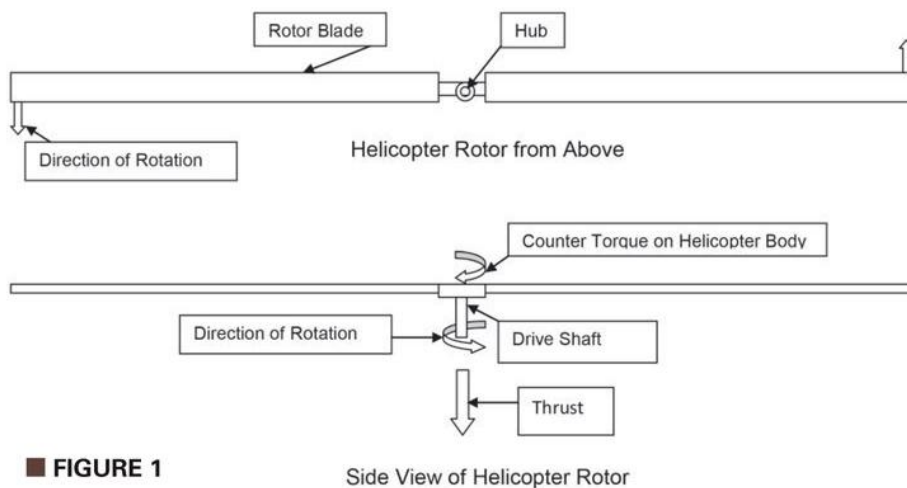 Rotor Blade
Hub
Direction of Rotation
Helicopter Rotor from Above
Counter Torque on Helicopter Body
Direction of Rotation
Drive Shaft
Thrust
FIGURE 1
Side View of Helicopter Rotor